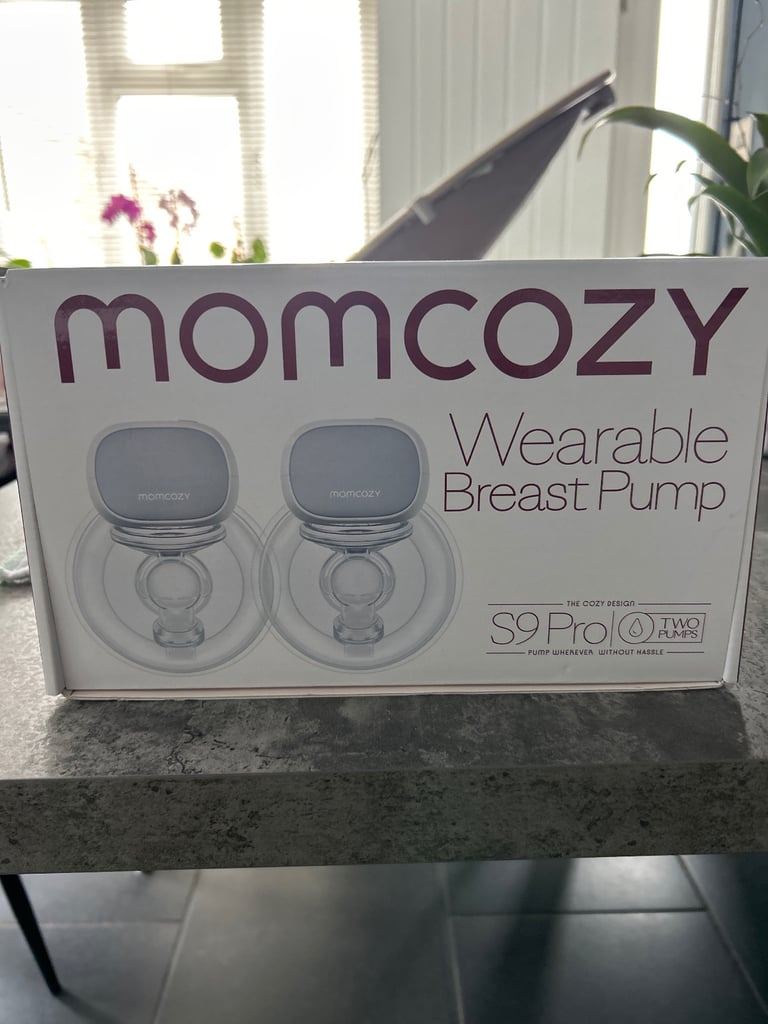 momcozy
Wearable
Breast Pump
momcozy
momcozy
THE COZY DESIGN
S9 Pro
TWO
PUMPS
PUMP WHEREVER WITHOUT HASSLE